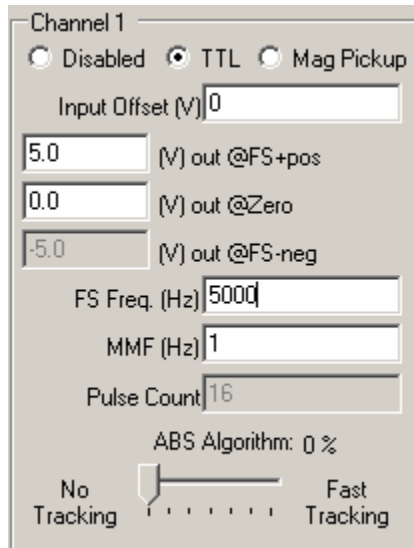 Channel 1
Disabled TTL Mag Pickup
Input Offset (V) 0
5.0 (V) out @FS+pos
0.0 (V) out @Zero
-5.0 (V) out @FS-neg
FS Freq. (Hz) 5000
MMF (Hz) 1
Pulse Count 16
ABS Algorithm: 0 %
No Tracking Fast Tracking